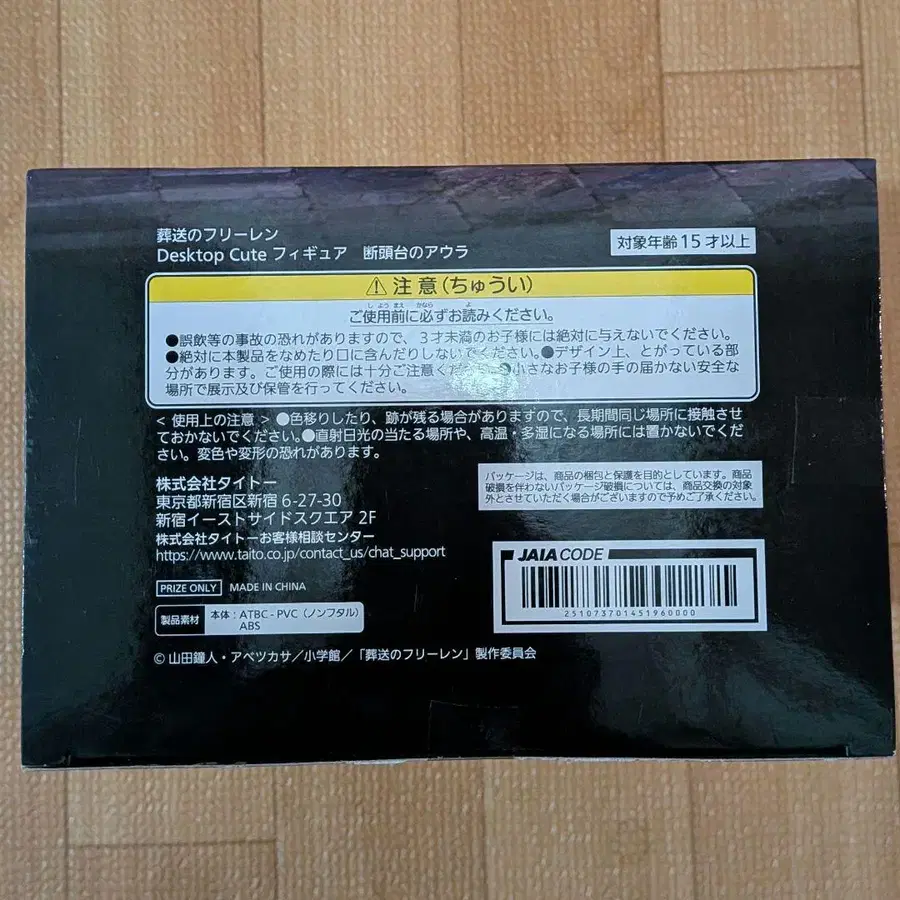 葬送のフリーレン
Desktop Cute フィギュア 断頭台のアウラ
対象年齢 15 才以上
注意(ちゅうい)
ご使用前に必ずお読みください。
●誤飲等の事故の恐れがありますので、3才未満のお子様には絶対に与えないでください。
●絶対に本製品をなめたり口に含んだりしないでください。●デザイン上、とがっている部
分があります。ご使用の際には十分ご注意ください。●小さなお子様の手の届かない安全な
場所で展示及び保管を行ってください。
< 使用上の注意 > ●色移りしたり、跡が残る場合がありますので、長期間同じ場所に接触させ
ておかないでください。●直射日光の当たる場所や、高温・多湿になる場所には置かないでくだ
さい。変色や変形の恐れがあります。
株式会社タイトー
東京都新宿区新宿 6-27-30
新宿イーストサイドスクエア 2F
株式会社タイトーお客様相談センター
https://www.taito.co.jp/contact_us/chat_support
パッケージは、商品の梱包と保護を目的としています。商品
破損を伴わないパッケージ破損については、商品交換の対象
外とさせていただく場合がございますので予めご了承ください。
PRIZE ONLY MADE IN CHINA
製品素材 本体:ATBC-PVC(ノンフタル)
ABS
JAIA CODE
251073701451960000
© 山田鐘人・アベツカサ/小学館/「葬送のフリーレン」製作委員会